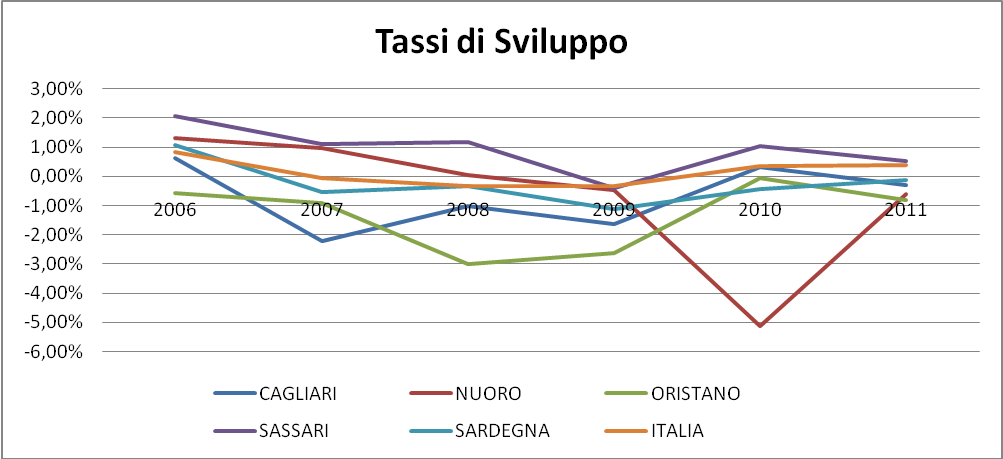 Tassi di Sviluppo
3,00%
2,00%
1,00%
0,00%
-1,00%
-2,00%
-3,00%
-4,00%
-5,00%
-6,00%
2006 2007 2008 2009 2010 2011
CAGLIARI NUORO ORISTANO
SASSARI SARDEGNA ITALIA